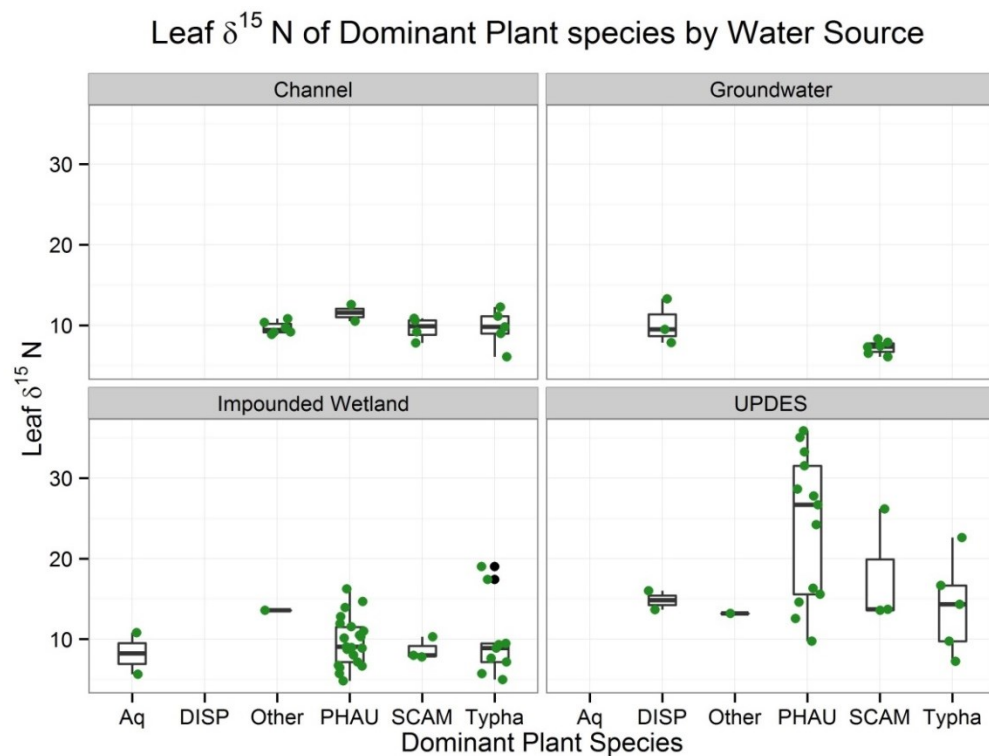 Leaf δ¹⁵ N of Dominant Plant species by Water Source
Channel
Groundwater
30
20
10
Impounded Wetland
UPDES
30
20
10
Leaf δ¹⁵ N
Aq DISP Other PHAU SCAM Typha
Aq DISP Other PHAU SCAM Typha
Dominant Plant Species